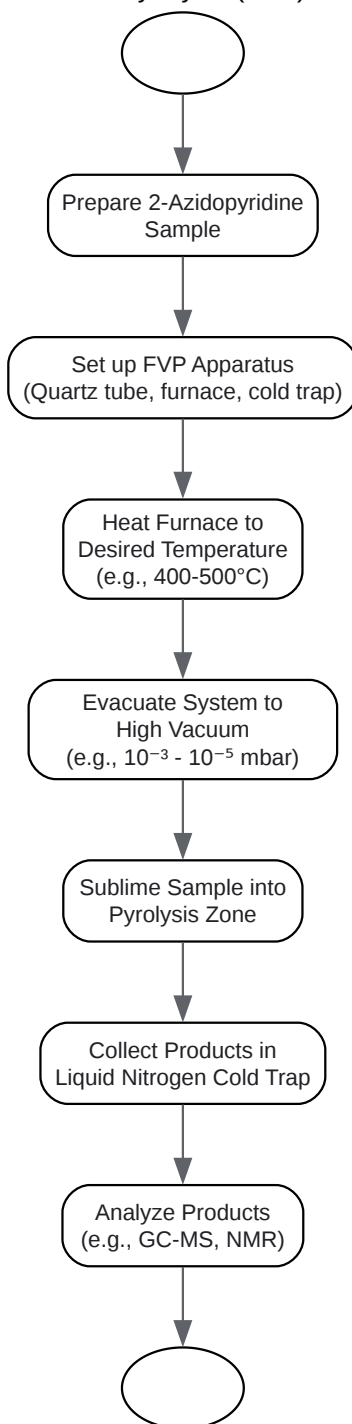 Prepare 2-Azidopyridine
Sample
Set up FVP Apparatus
(Quartz tube, furnace, cold trap)
Heat Furnace to
Desired Temperature
(e.g., 400-500°C)
Evacuate System to
High Vacuum
(e.g., 10⁻³ - 10⁻⁵ mbar)
Sublime Sample into
Pyrolysis Zone
Collect Products in
Liquid Nitrogen Cold Trap
Analyze Products
(e.g., GC-MS, NMR)